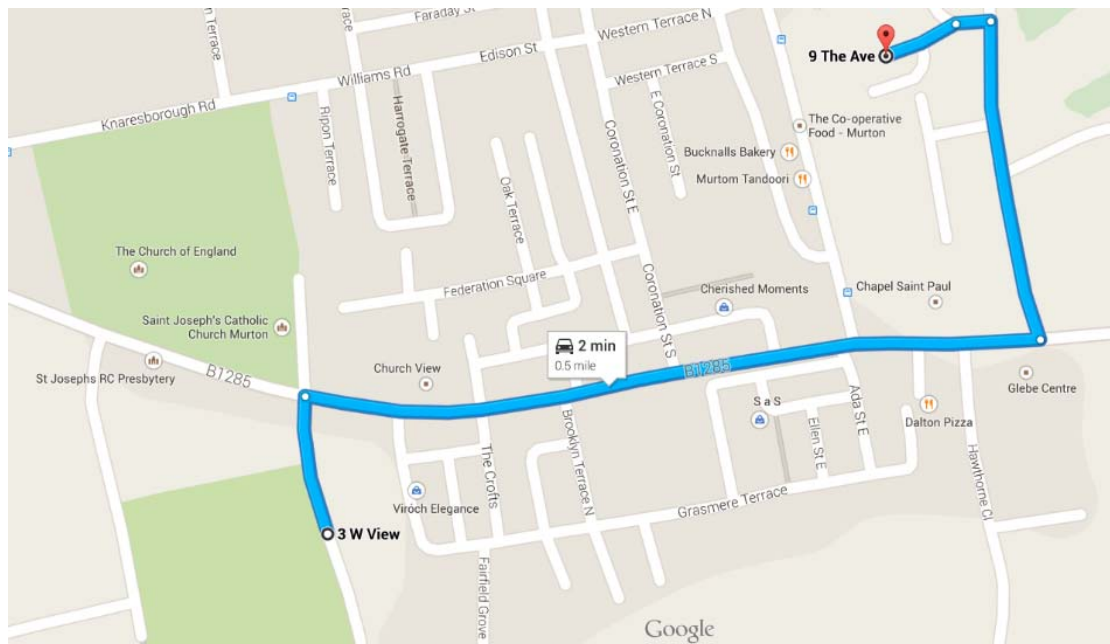 Faraday St
Western Terrace N
Edison St
Williams Rd
Knaresborough Rd
Ripon Terrace
Harrogate Terrace
Western Terrace S
E Coronation St
Coronation St E
9 The Ave
The Co-operative
Food - Murton
Bucknalls Bakery
Murtom Tandoori
Oak Terrace
The Church of England
Federation Square
Coronation St S
Cherished Moments
Chapel Saint Paul
Saint Joseph's Catholic
Church Murton
St Josephs RC Presbytery
B1285
Church View
2 min
0.5 mile
B1285
Glebe Centre
S a S
Ada St E
Dalton Pizza
Ellen St E
Brooklyn Terrace N
The Crofts
Hawthorne Cl
Viroch Elegance
Grasmere Terrace
3 W View
Fairfield Grove
Google